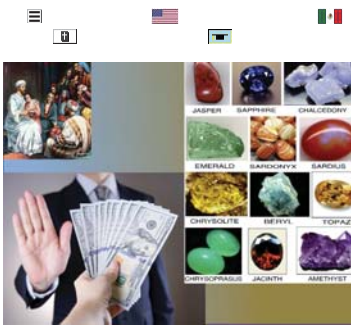 JASPER SAPPHIRE CHALCEDONY
EMERALD SARDONYX SARDIUS
CHRYSOLITE BERYL TOPAZ
CHRYSOPRASUS JACINTH AMETHYST